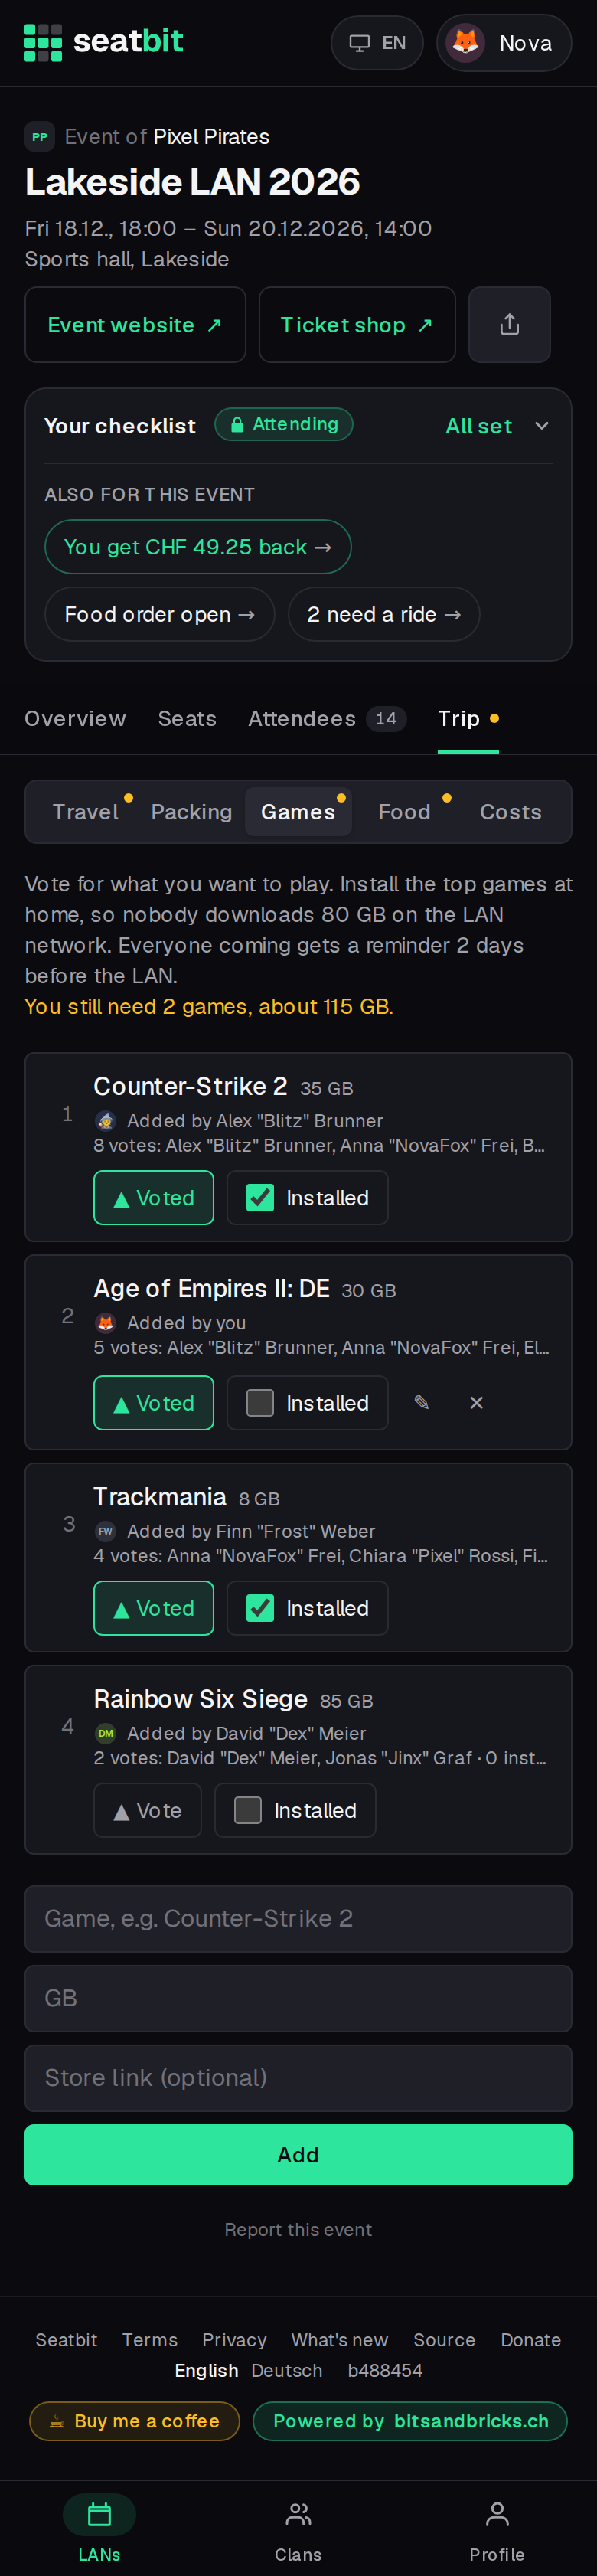 seatbit
EN
Nova
PP Event of Pixel Pirates
Lakeside LAN 2026
Fri 18.12., 18:00 – Sun 20.12.2026, 14:00
Sports hall, Lakeside
Event website ↗
Ticket shop ↗
Your checklist
Attending
All set
ALSO FOR THIS EVENT
You get CHF 49.25 back →
Food order open →
2 need a ride →
Overview
Seats
Attendees 14
Trip
Travel
Packing
Games
Food
Costs
Vote for what you want to play. Install the top games at
home, so nobody downloads 80 GB on the LAN
network. Everyone coming gets a reminder 2 days
before the LAN.
You still need 2 games, about 115 GB.
1
Counter-Strike 2 35 GB
Added by Alex "Blitz" Brunner
8 votes: Alex "Blitz" Brunner, Anna "NovaFox" Frei, B...
▲ Voted
Installed
2
Age of Empires II: DE 30 GB
Added by you
5 votes: Alex "Blitz" Brunner, Anna "NovaFox" Frei, El...
▲ Voted
Installed
✎ ✕
3
Trackmania 8 GB
FW Added by Finn "Frost" Weber
4 votes: Anna "NovaFox" Frei, Chiara "Pixel" Rossi, Fi...
▲ Voted
Installed
4
Rainbow Six Siege 85 GB
DM Added by David "Dex" Meier
2 votes: David "Dex" Meier, Jonas "Jinx" Graf · 0 inst...
▲ Vote
Installed
Game, e.g. Counter-Strike 2
GB
Store link (optional)
Add
Report this event
Seatbit Terms Privacy What's new Source Donate
English Deutsch b488454
☕ Buy me a coffee
Powered by bitsandbricks.ch
LANs
Clans
Profile